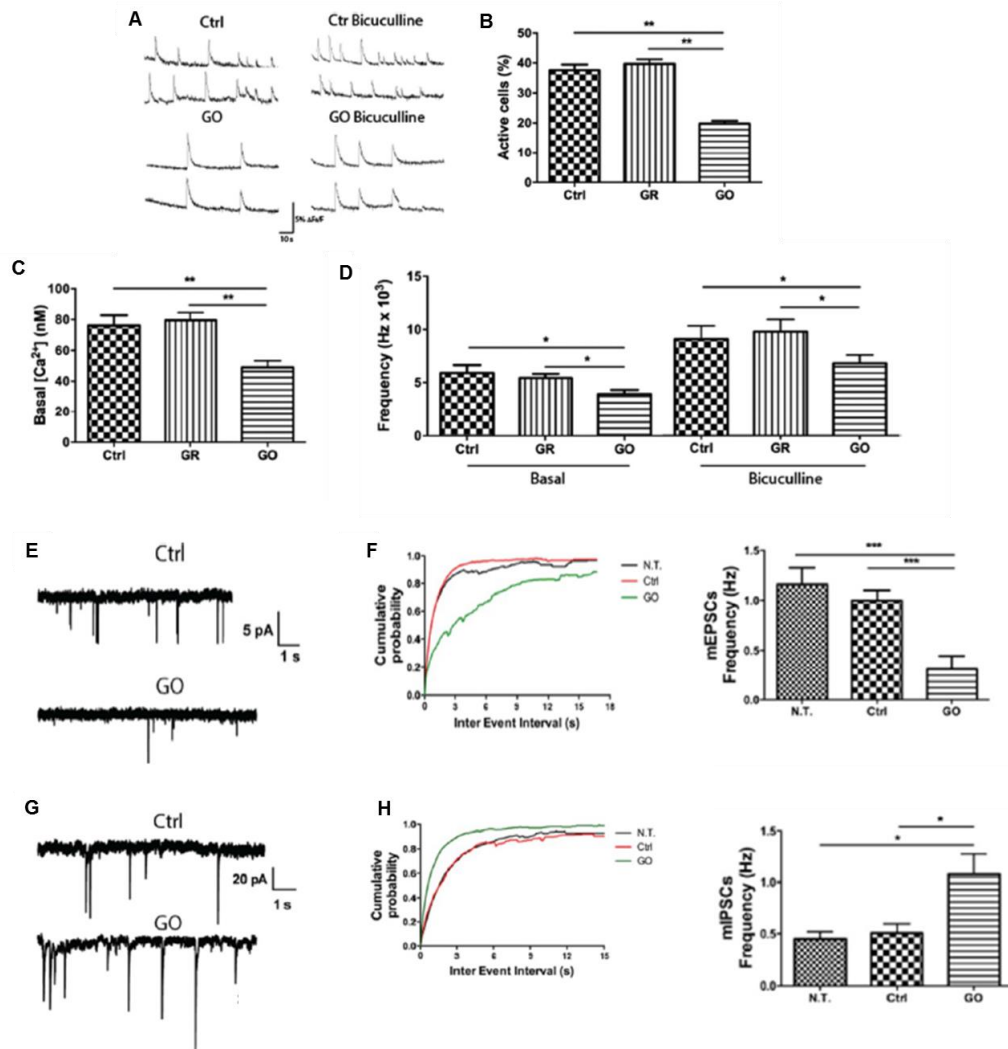 A
Ctrl
Ctr Bicuculline
GO
GO Bicuculline
5% ΔFo/F
10 s
B
Active cells (%)
50
40
30
20
10
0
**
**
Ctrl
GR
GO
C
Basal [Ca²⁺] (nM)
100
80
60
40
20
0
**
**
Ctrl
GR
GO
D
Frequency (Hz x 10³)
15
10
5
0
*
*
*
*
Ctrl
GR
GO
Ctrl
GR
GO
Basal
Bicuculline
E
Ctrl
5 pA
1 s
GO
F
Cumulative
probability
1.0
0.8
0.6
0.4
0.2
0.0
0
3
6
9
12
15
18
Inter Event Interval (s)
N.T.
Ctrl
GO
mEPSCs
Frequency (Hz)
1.5
1.0
0.5
0.0
***
***
N.T.
Ctrl
GO
G
Ctrl
20 pA
1 s
GO
H
Cumulative
probability
1.0
0.8
0.6
0.4
0.2
0.0
0
3
6
9
12
15
Inter Event Interval (s)
N.T.
Ctrl
GO
mIPSCs
Frequency (Hz)
1.5
1.0
0.5
0.0
*
*
N.T.
Ctrl
GO